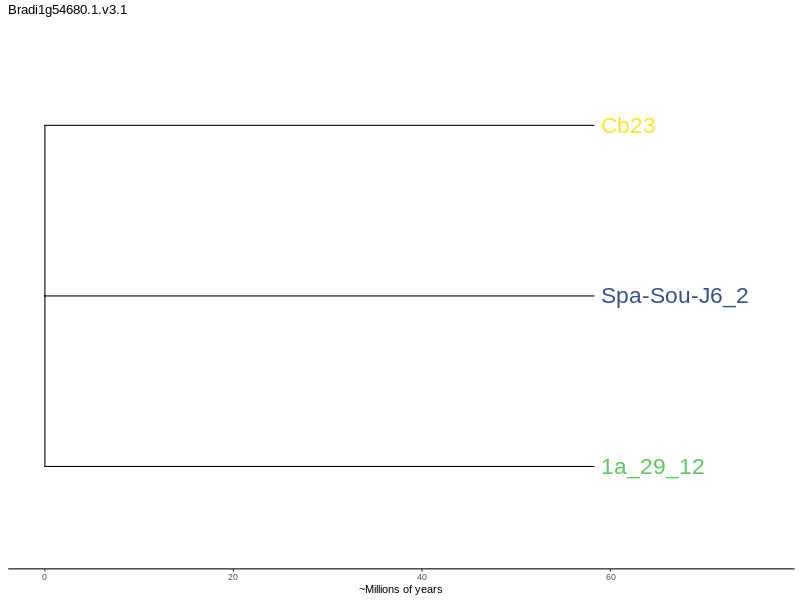 Bradi1g54680.1.v3.1
Cb23
Spa-Sou-J6_2
1a_29_12
0 20 40 60
~Millions of years